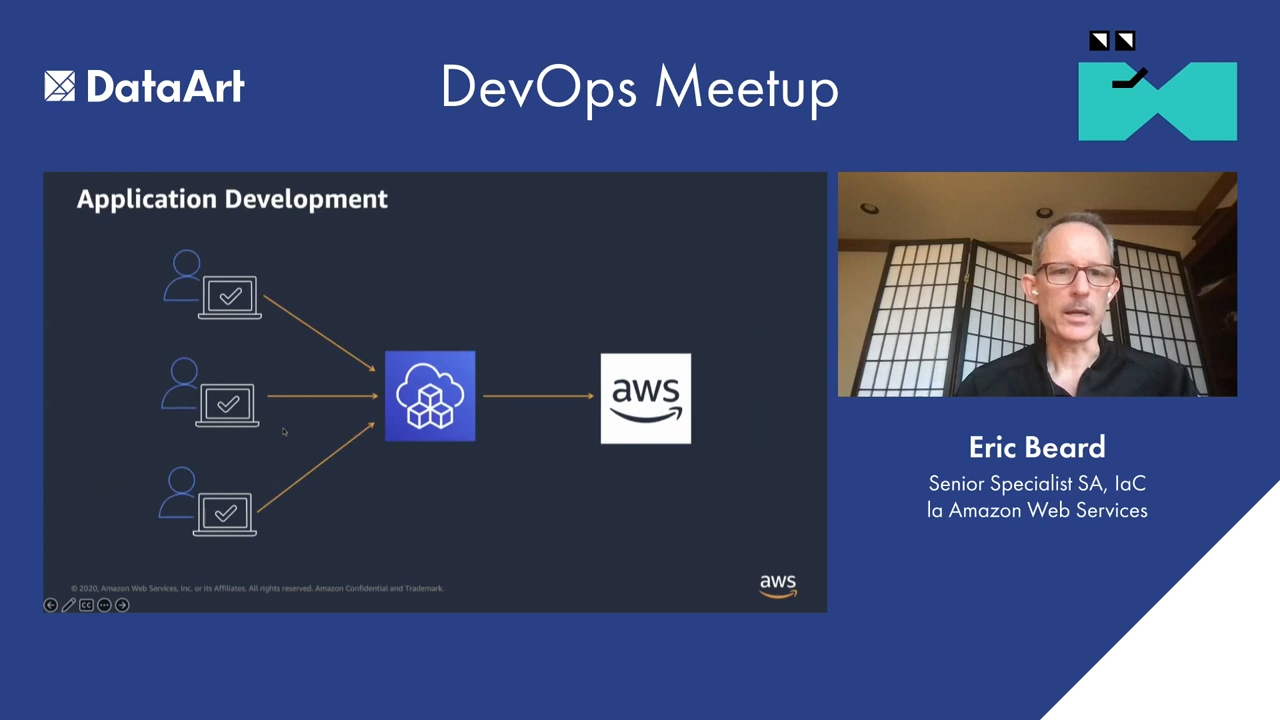 DataArt
DevOps Meetup
Application Development
aws
© 2020, Amazon Web Services, Inc. or its Affiliates. All rights reserved. Amazon Confidential and Trademark.
aws
CC
Eric Beard
Senior Specialist SA, IaC
la Amazon Web Services